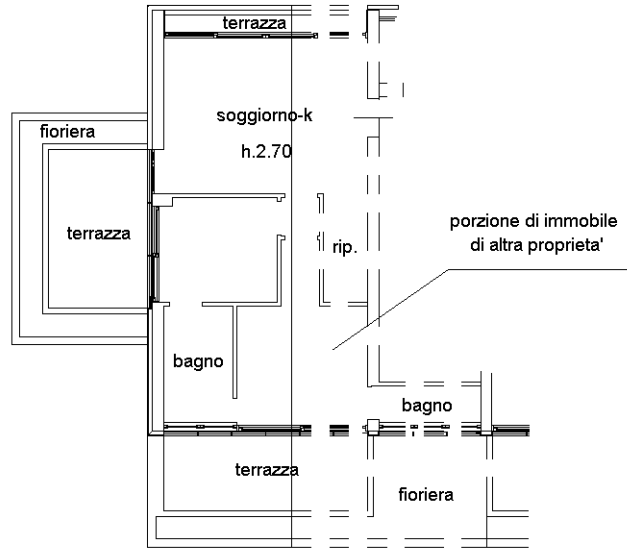 terrazza
soggiorno-k
h.2.70
fioriera
terrazza
rip.
porzione di immobile
di altra proprieta'
bagno
bagno
terrazza
fioriera